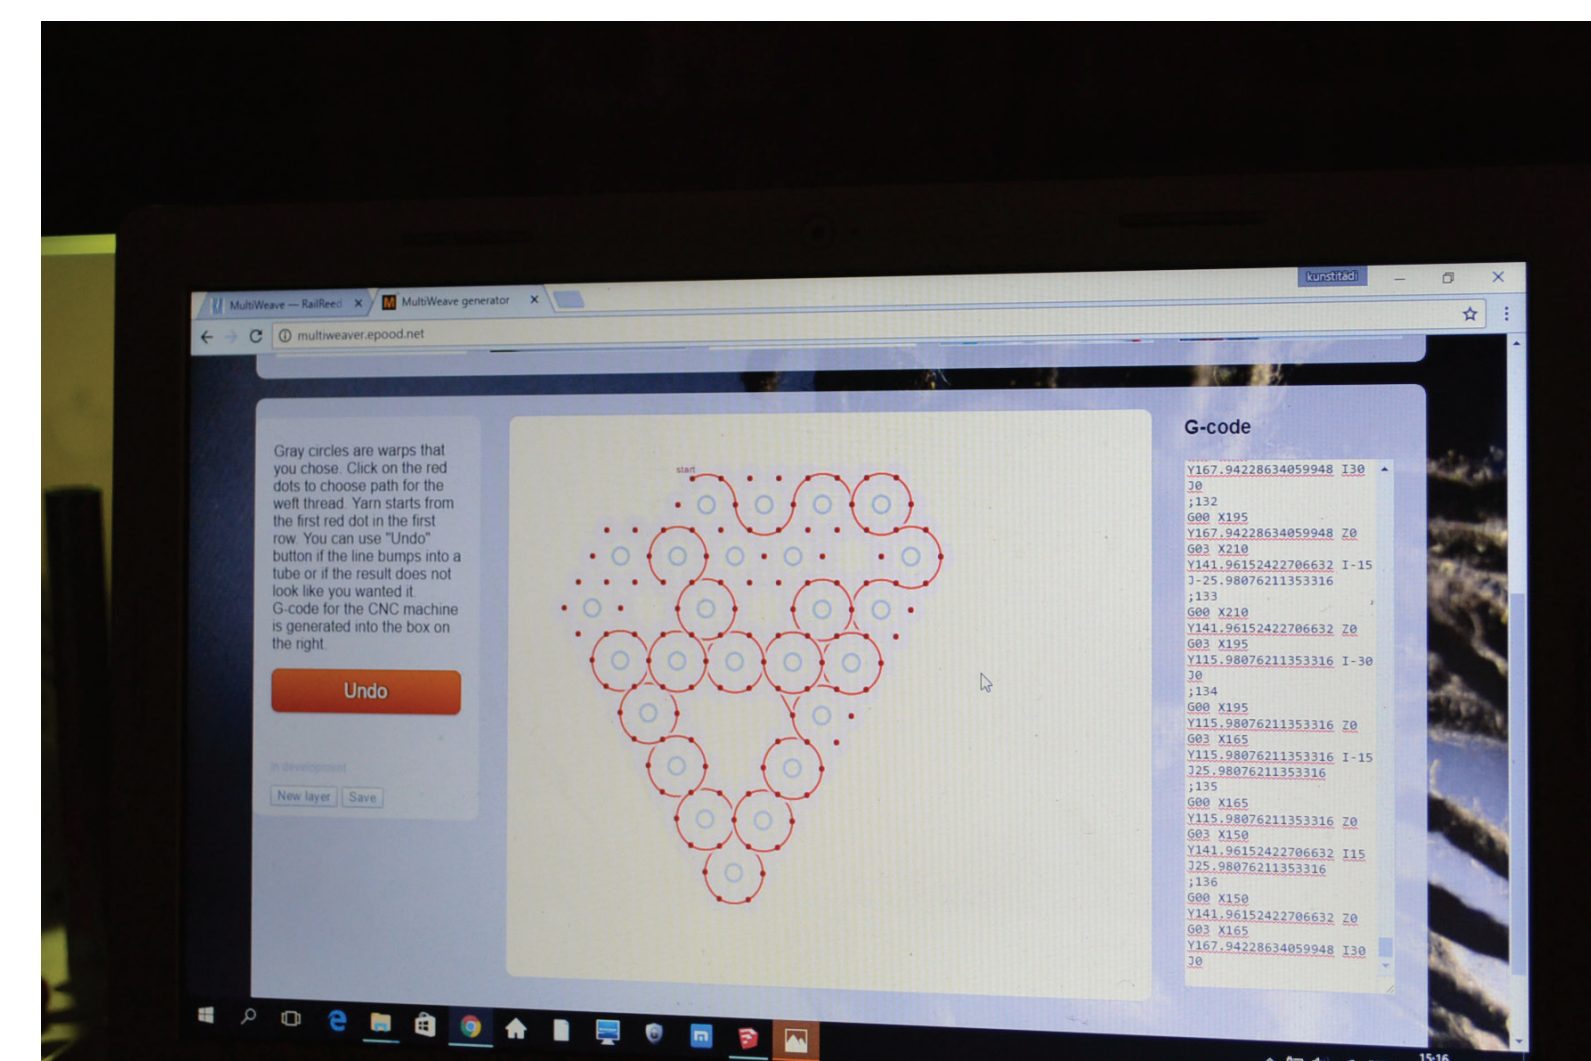 kunstitädi
MultiWeave — RailReed
MultiWeave generator
multiweaver.epood.net
Gray circles are warps that
you chose. Click on the red
dots to choose path for the
weft thread. Yarn starts from
the first red dot in the first
row. You can use "Undo"
button if the line bumps into a
tube or if the result does not
look like you wanted it.
G-code for the CNC machine
is generated into the box on
the right.
Undo
in development
New layer
Save
start
G-code
Y167.94228634059948 I30
J0
;132
G00 X195
Y167.94228634059948 Z0
G03 X210
Y141.96152422706632 I-15
J-25.98076211353316
;133
G00 X210
Y141.96152422706632 Z0
G03 X195
Y115.98076211353316 I-30
J0
;134
G00 X195
Y115.98076211353316 Z0
G03 X165
Y115.98076211353316 I-15
J25.98076211353316
;135
G00 X165
Y115.98076211353316 Z0
G03 X150
Y141.96152422706632 I15
J25.98076211353316
;136
G00 X150
Y141.96152422706632 Z0
G03 X165
Y167.94228634059948 I30
J0
15:16